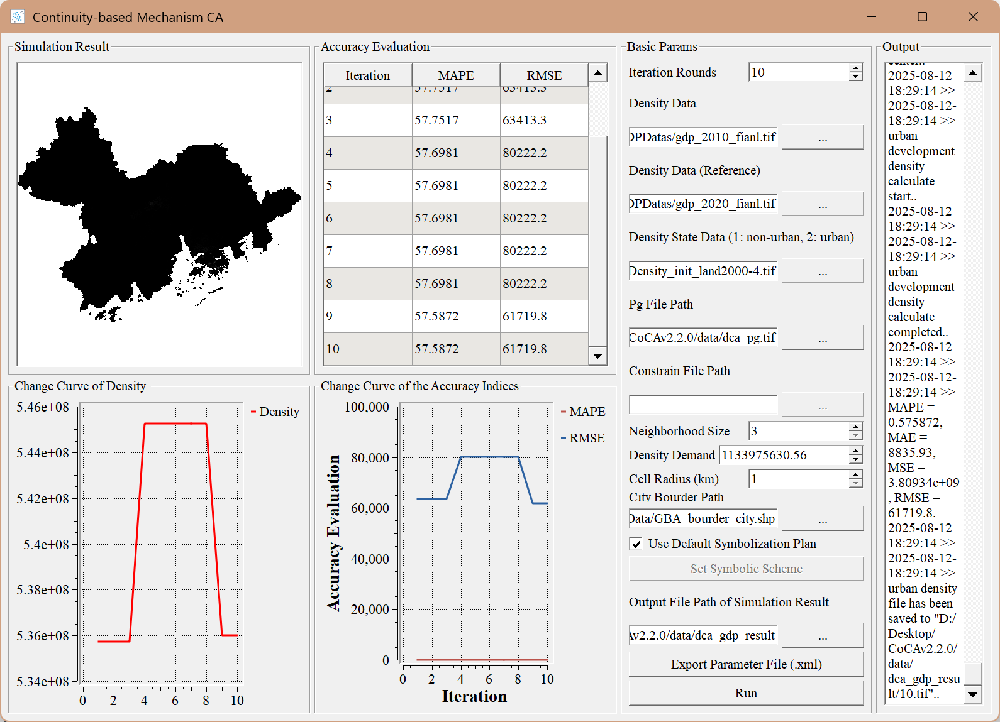 Continuity-based Mechanism CA
Simulation Result
Accuracy Evaluation
Iteration MAPE RMSE
2 57.7517 63413.3
3 57.7517 63413.3
4 57.6981 80222.2
5 57.6981 80222.2
6 57.6981 80222.2
7 57.6981 80222.2
8 57.6981 80222.2
9 57.5872 61719.8
10 57.5872 61719.8
Change Curve of Density
5.46e+08
5.44e+08
5.42e+08
5.4e+08
5.38e+08
5.36e+08
5.34e+08
0 2 4 6 8 10
Density
Change Curve of the Accuracy Indices
100,000
80,000
60,000
40,000
20,000
0
Accuracy Evaluation
0 2 4 6 8 10
Iteration
MAPE
RMSE
Basic Params
Iteration Rounds 10
Density Data
DPDatas/gdp_2010_fianl.tif ...
Density Data (Reference)
DPDatas/gdp_2020_fianl.tif ...
Density State Data (1: non-urban, 2: urban)
Density_init_land2000-4.tif ...
Pg File Path
CoCAv2.2.0/data/dca_pg.tif ...
Constrain File Path
...
Neighborhood Size 3
Density Demand 1133975630.56
Cell Radius (km) 1
City Bourder Path
Data/GBA_bourder_city.shp ...
Use Default Symbolization Plan
Set Symbolic Scheme
Output File Path of Simulation Result
Av2.2.0/data/dca_gdp_result ...
Export Parameter File (.xml)
Run
Output
2025-08-12
18:29:14 >>
2025-08-12-
18:29:14 >>
urban
development
density
calculate
start..
2025-08-12
18:29:14 >>
2025-08-12-
18:29:14 >>
urban
development
density
calculate
completed..
2025-08-12
18:29:14 >>
2025-08-12-
18:29:14 >>
MAPE =
0.575872,
MAE =
8835.93,
MSE =
3.80934e+09
, RMSE =
61719.8.
2025-08-12
18:29:14 >>
2025-08-12-
18:29:14 >>
urban density
file has been
saved to "D:/
Desktop/
CoCAv2.2.0/
data/
dca_gdp_resu
lt/10.tif"..